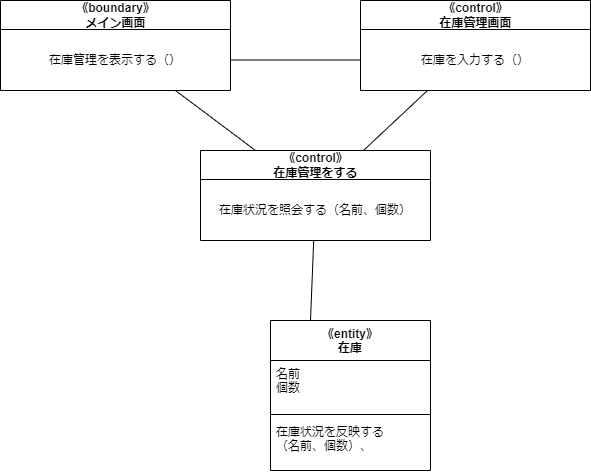 《boundary》
メイン画面
在庫管理を表示する（）
《control》
在庫管理画面
在庫を入力する（）
《control》
在庫管理をする
在庫状況を照会する（名前、個数）
《entity》
在庫
名前
個数
在庫状況を反映する
（名前、個数）、